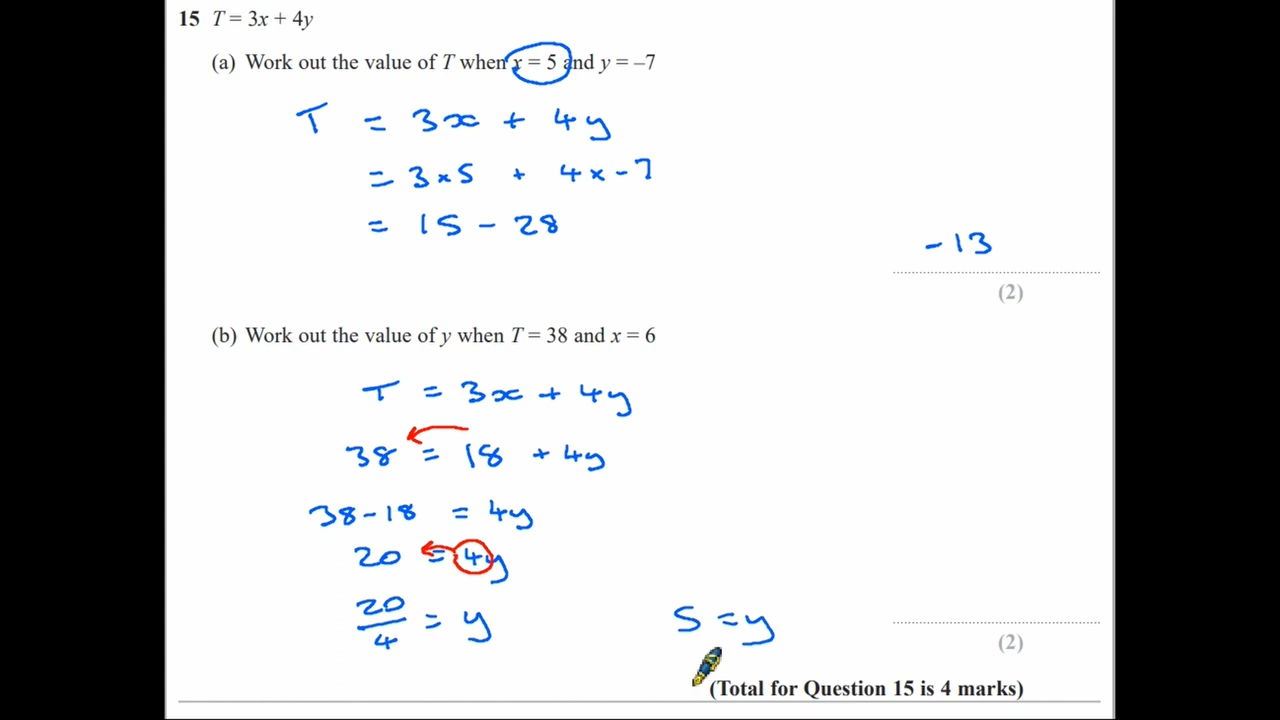 15 T = 3x + 4y
(a) Work out the value of T when x = 5 and y = –7
T = 3x + 4y
= 3 × 5 + 4 × - 7
= 15 - 28
- 13
(2)
(b) Work out the value of y when T = 38 and x = 6
T = 3x + 4y
38 = 18 + 4y
38 - 18 = 4y
20 = 4y
20/4 = y
5 = y
(2)
(Total for Question 15 is 4 marks)